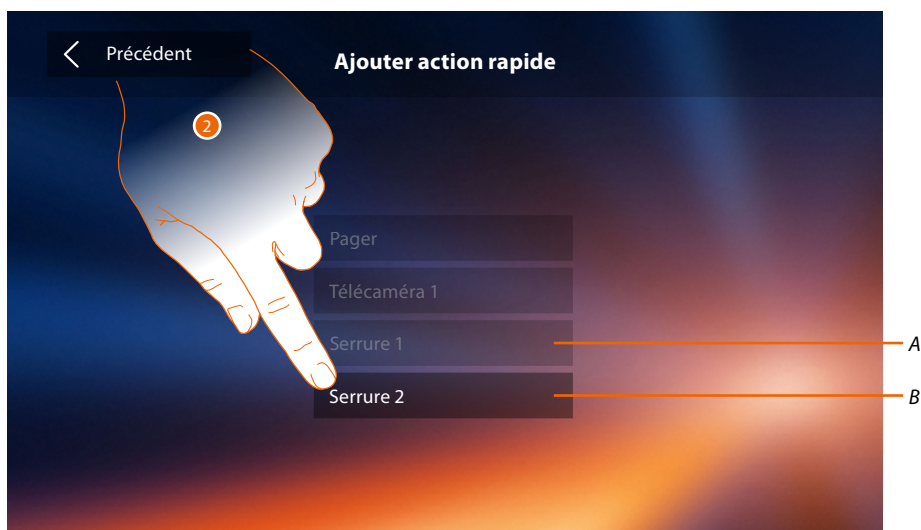 Précédent
Ajouter action rapide
2
Pager
Télécaméra 1
Serrure 1
A
Serrure 2
B